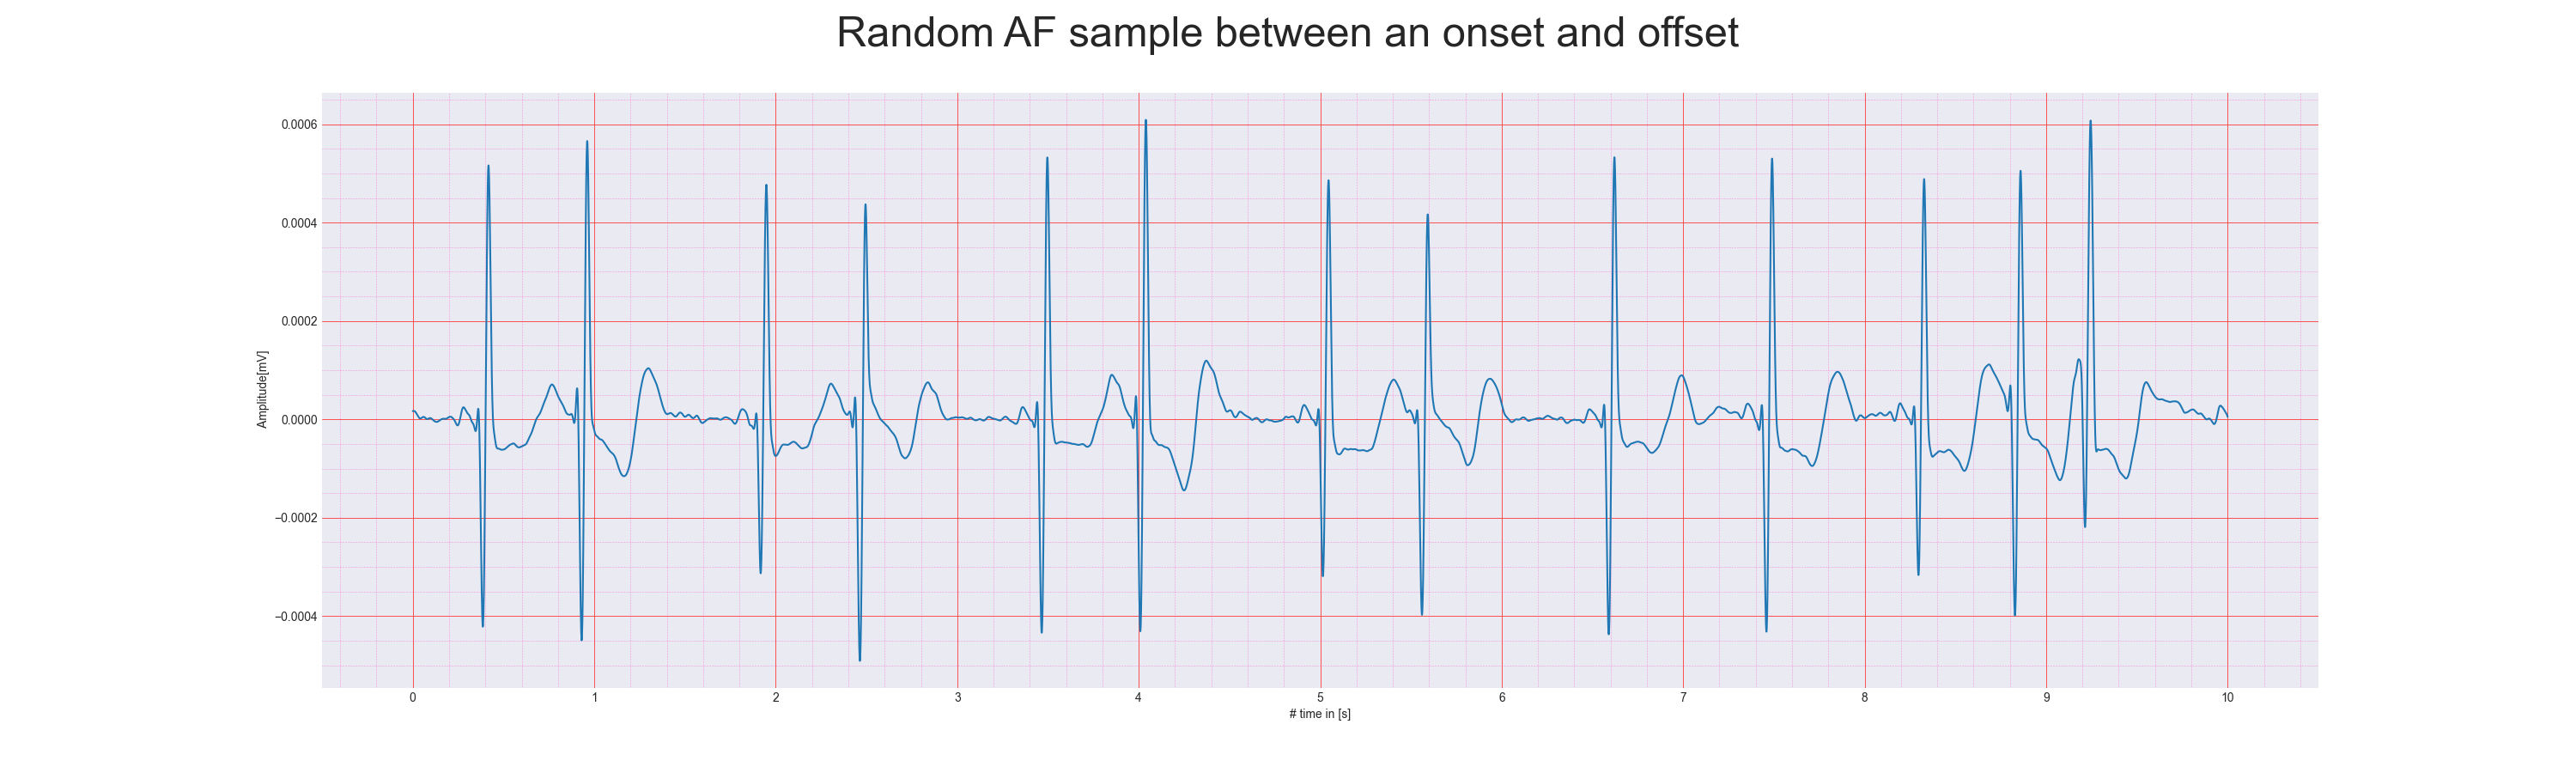 Random AF sample between an onset and offset
0.0006
0.0004
0.0002
0.0000
−0.0002
−0.0004
Amplitude[mV]
0 1 2 3 4 5 6 7 8 9 10
# time in [s]